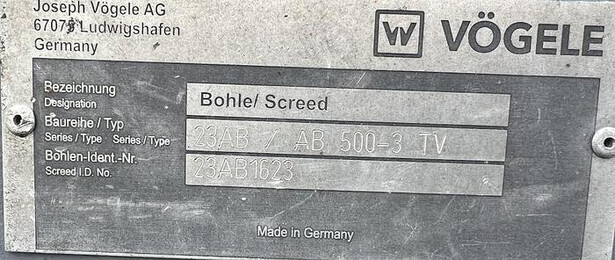 Joseph Vögele AG
67075 Ludwigshafen
Germany
VÖGELE
Bezeichnung
Designation
Bohle/ Screed
Baureihe / Typ
Series / Type Series / Type
23AB / AB 500-3 TV
Bohlen-Ident.-Nr.
Screed I.D. No.
23AB1623
Made in Germany